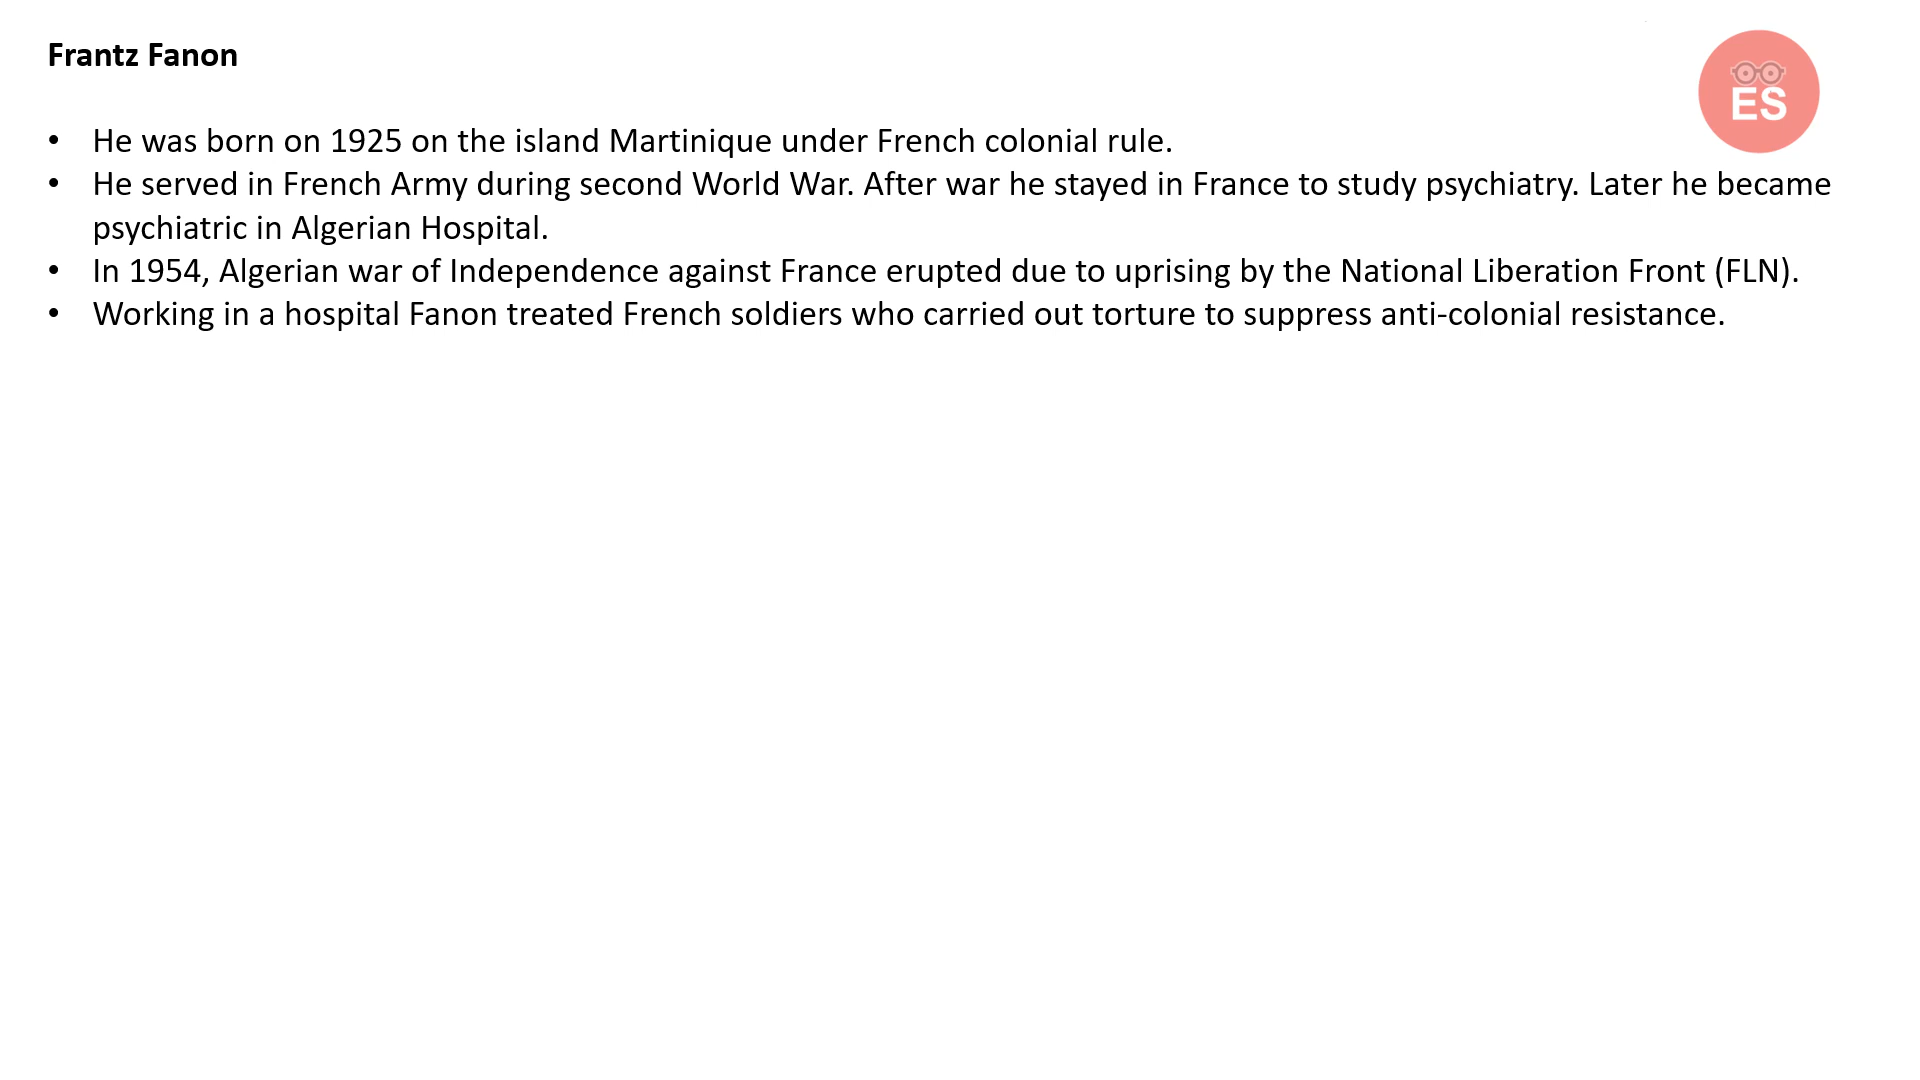 Frantz Fanon
ES
• He was born on 1925 on the island Martinique under French colonial rule.
• He served in French Army during second World War. After war he stayed in France to study psychiatry. Later he became
psychiatric in Algerian Hospital.
• In 1954, Algerian war of Independence against France erupted due to uprising by the National Liberation Front (FLN).
• Working in a hospital Fanon treated French soldiers who carried out torture to suppress anti-colonial resistance.